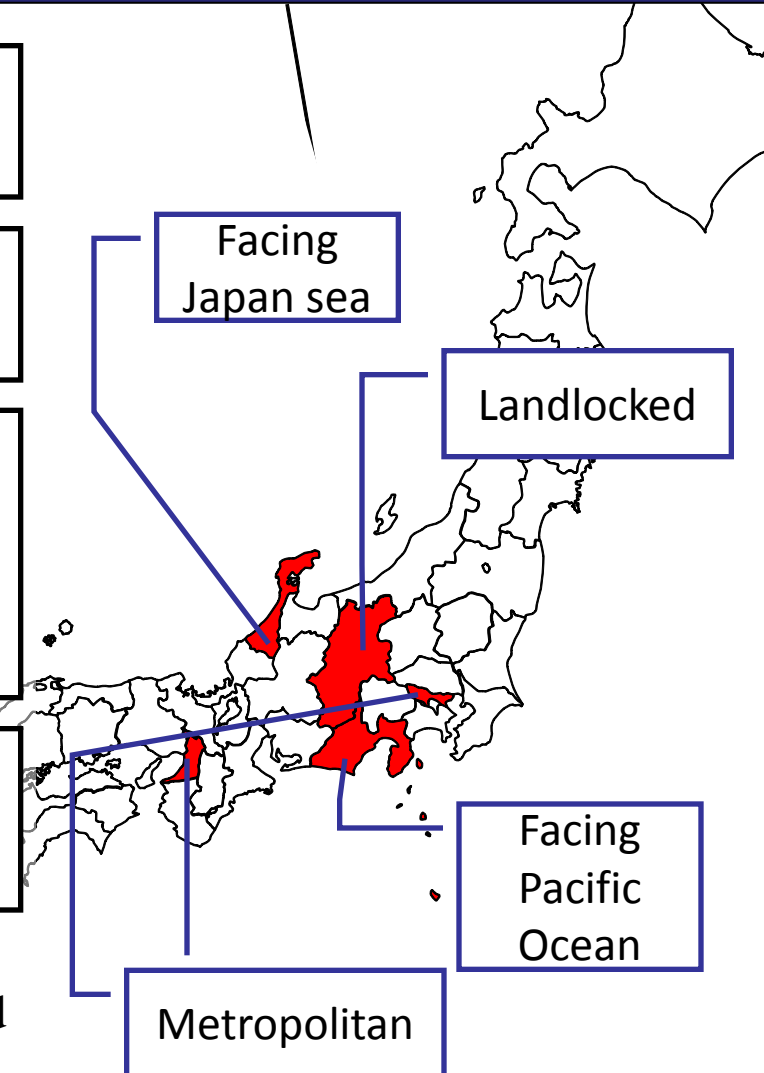 Facing
Japan sea
Landlocked
Facing
Pacific
Ocean
Metropolitan